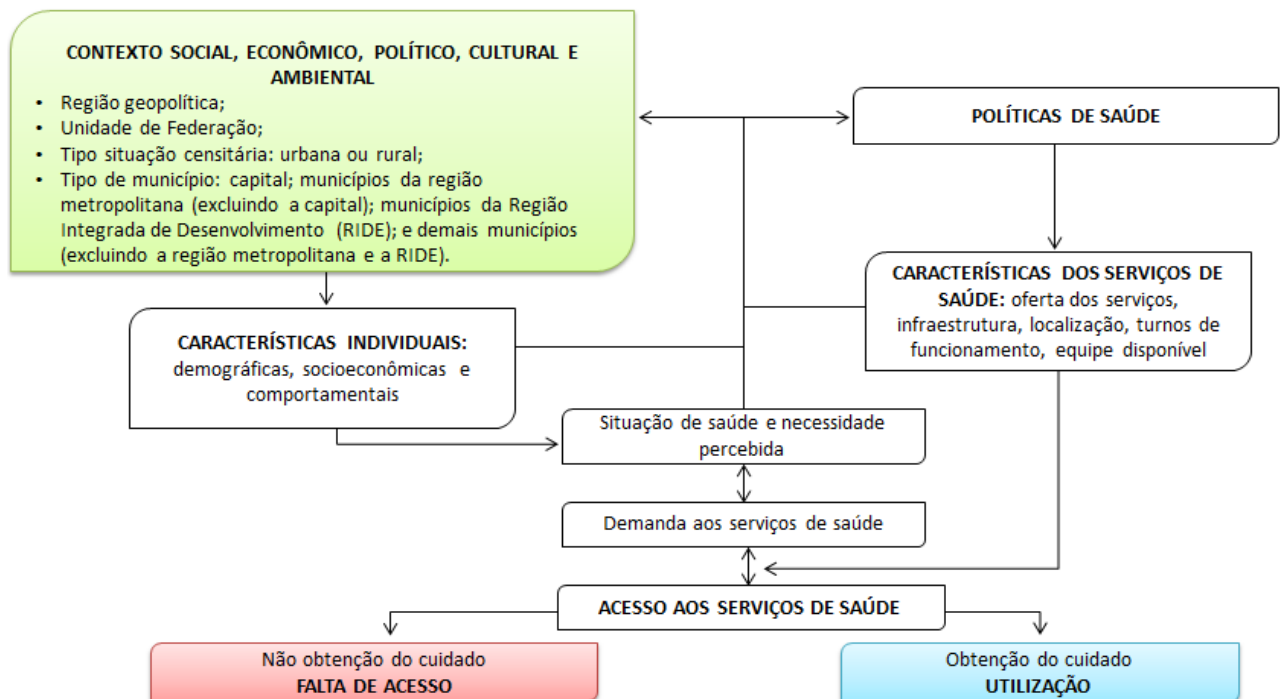 CONTEXTO SOCIAL, ECONÔMICO, POLÍTICO, CULTURAL E
AMBIENTAL
• Região geopolítica;
• Unidade de Federação;
• Tipo situação censitária: urbana ou rural;
• Tipo de município: capital; municípios da região
metropolitana (excluindo a capital); municípios da Região
Integrada de Desenvolvimento (RIDE); e demais municípios
(excluindo a região metropolitana e a RIDE).
POLÍTICAS DE SAÚDE
CARACTERÍSTICAS DOS SERVIÇOS DE
SAÚDE: oferta dos serviços,
infraestrutura, localização, turnos de
funcionamento, equipe disponível
CARACTERÍSTICAS INDIVIDUAIS:
demográficas, socioeconômicas e
comportamentais
Situação de saúde e necessidade
percebida
Demanda aos serviços de saúde
ACESSO AOS SERVIÇOS DE SAÚDE
Não obtenção do cuidado
FALTA DE ACESSO
Obtenção do cuidado
UTILIZAÇÃO